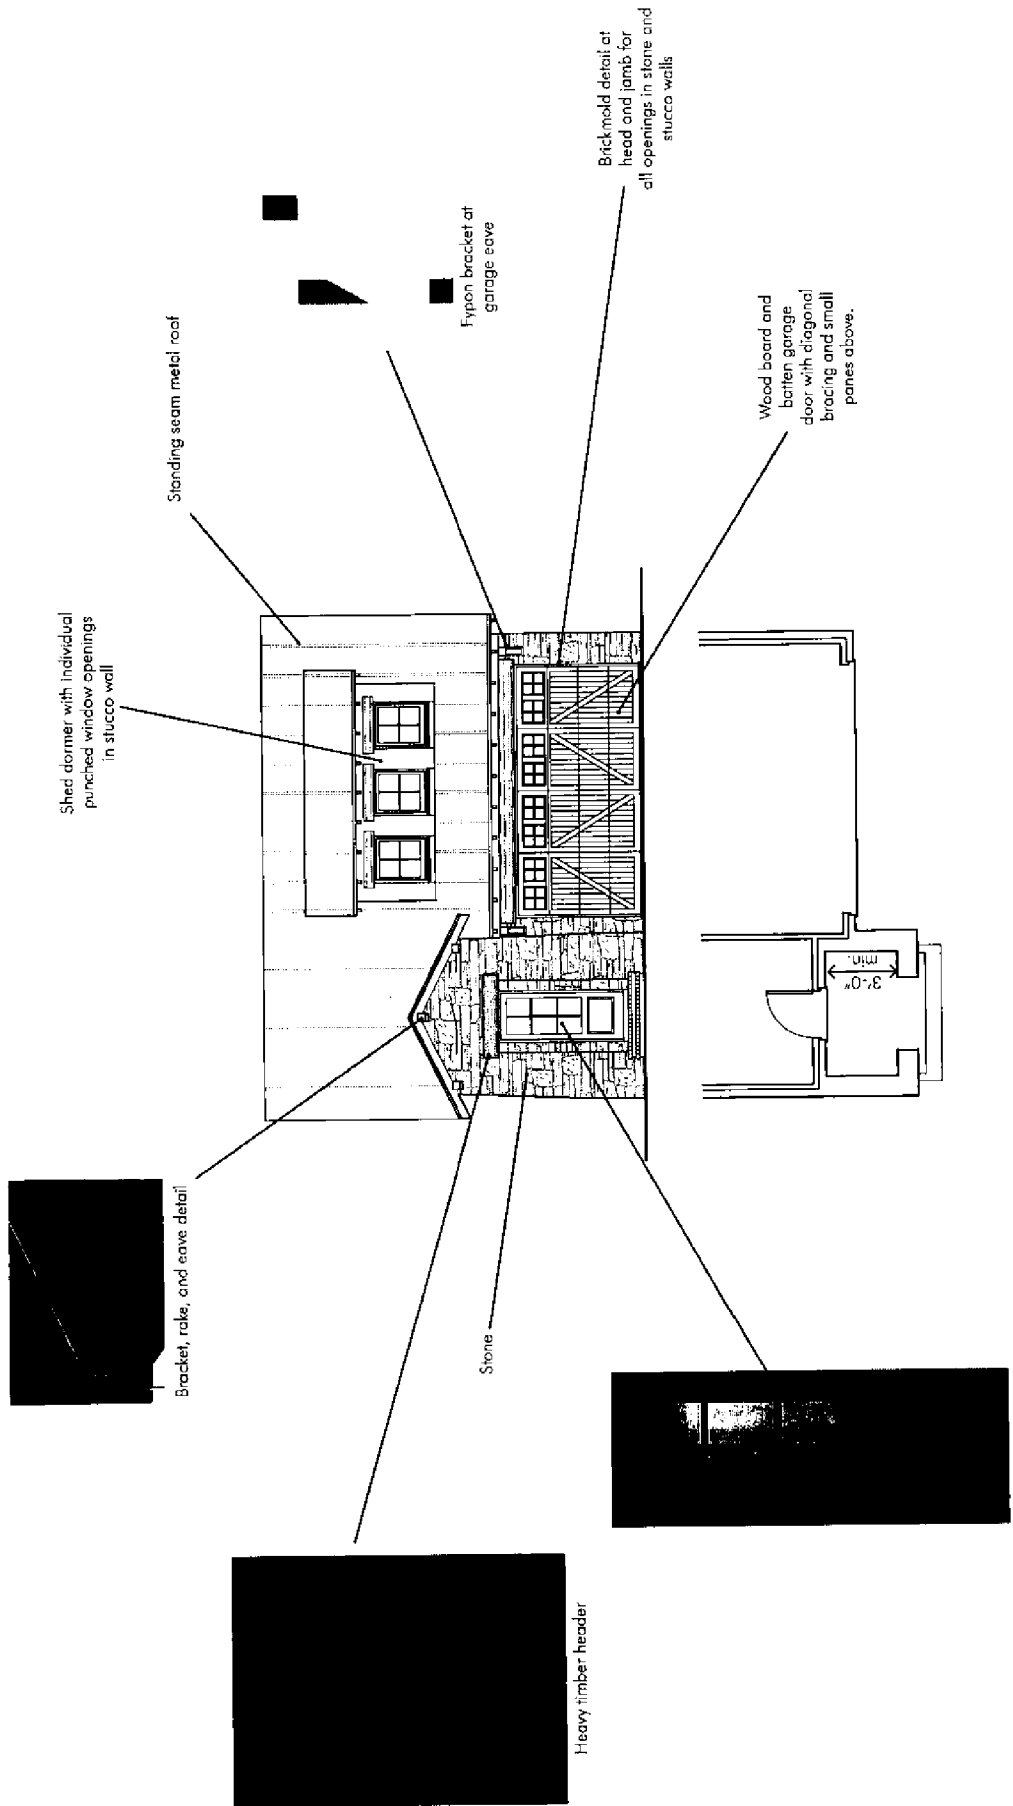 Bracket, rake, and eave detail
Shed dormer with individual
punched window openings
in stucco wall
Standing seam metal roof
Fypon bracket at
garage eave
Brickmold detail at
head and jamb for
all openings in stone and
stucco walls
Wood board and
batten garage
door with diagonal
bracing and small
panes above.
Heavy timber header
Stone
3'-0"
min.